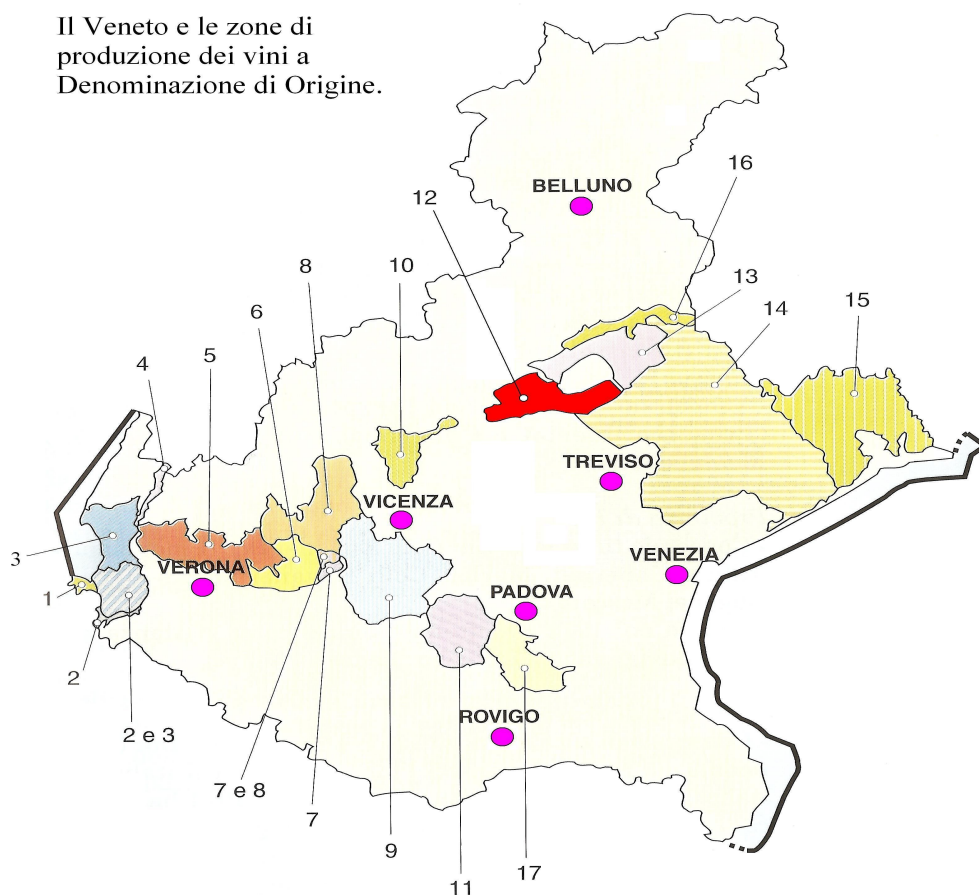 Il Veneto e le zone di
produzione dei vini a
Denominazione di Origine.
BELLUNO
16
12
8
10
13
6
14
15
4
5
TREVISO
VICENZA
3
VENEZIA
VERONA
1
PADOVA
2
ROVIGO
2 e 3
7 e 8
7
9
17
11